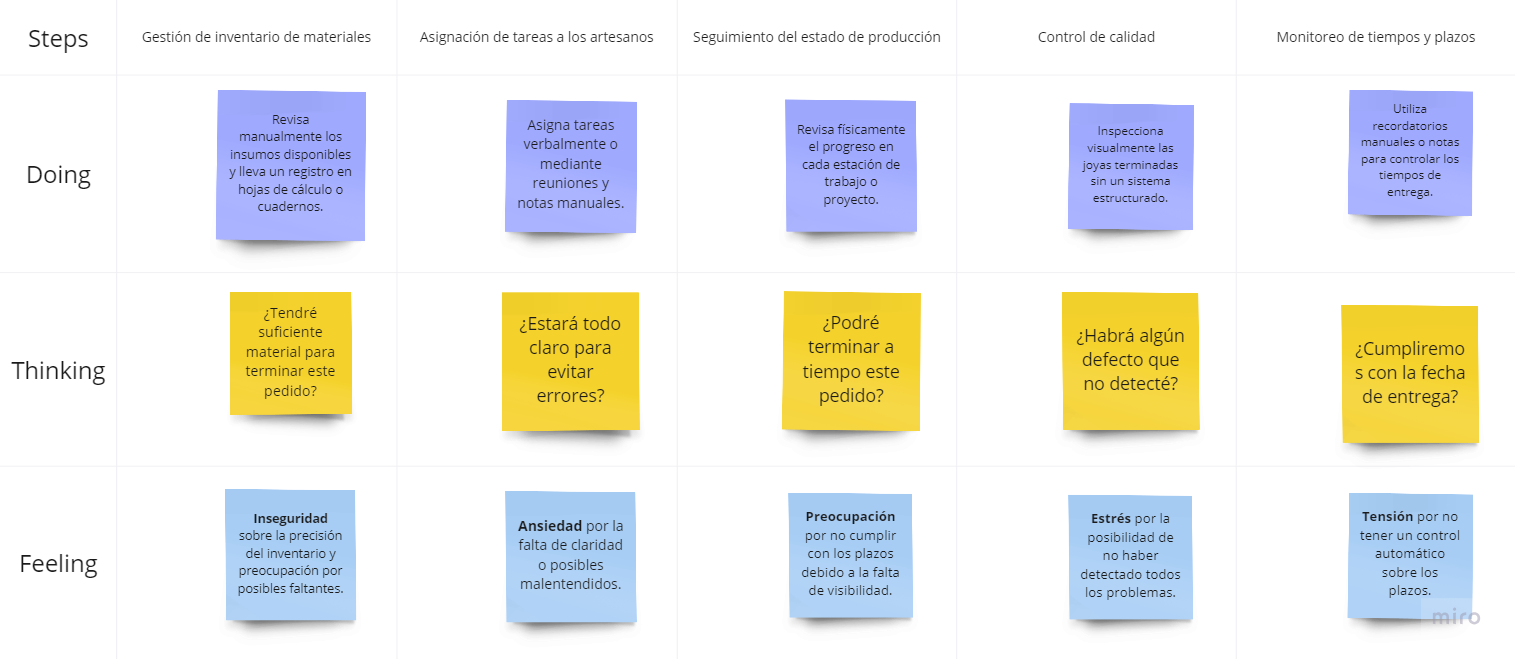 Steps
Gestión de inventario de materiales
Asignación de tareas a los artesanos
Seguimiento del estado de producción
Control de calidad
Monitoreo de tiempos y plazos
Doing
Revisa
manualmente los
insumos disponibles
y lleva un registro en
hojas de cálculo o
cuadernos.
Asigna tareas
verbalmente o
mediante
reuniones y
notas manuales.
Revisa físicamente
el progreso en
cada estación de
trabajo o
proyecto.
Inspecciona
visualmente las
joyas terminadas
sin un sistema
estructurado.
Utiliza
recordatorios
manuales o notas
para controlar los
tiempos de
entrega.
Thinking
¿Tendré
suficiente
material para
terminar este
pedido?
¿Estará todo
claro para
evitar
errores?
¿Podré
terminar a
tiempo este
pedido?
¿Habrá algún
defecto que
no detecté?
¿Cumpliremo
s con la fecha
de entrega?
Feeling
Inseguridad
sobre la precisión
del inventario y
preocupación por
posibles faltantes.
Ansiedad por la
falta de claridad
o posibles
malentendidos.
Preocupación
por no cumplir
con los plazos
debido a la falta
de visibilidad.
Estrés por la
posibilidad de
no haber
detectado todos
los problemas.
Tensión por no
tener un control
automático
sobre los
plazos.
miro